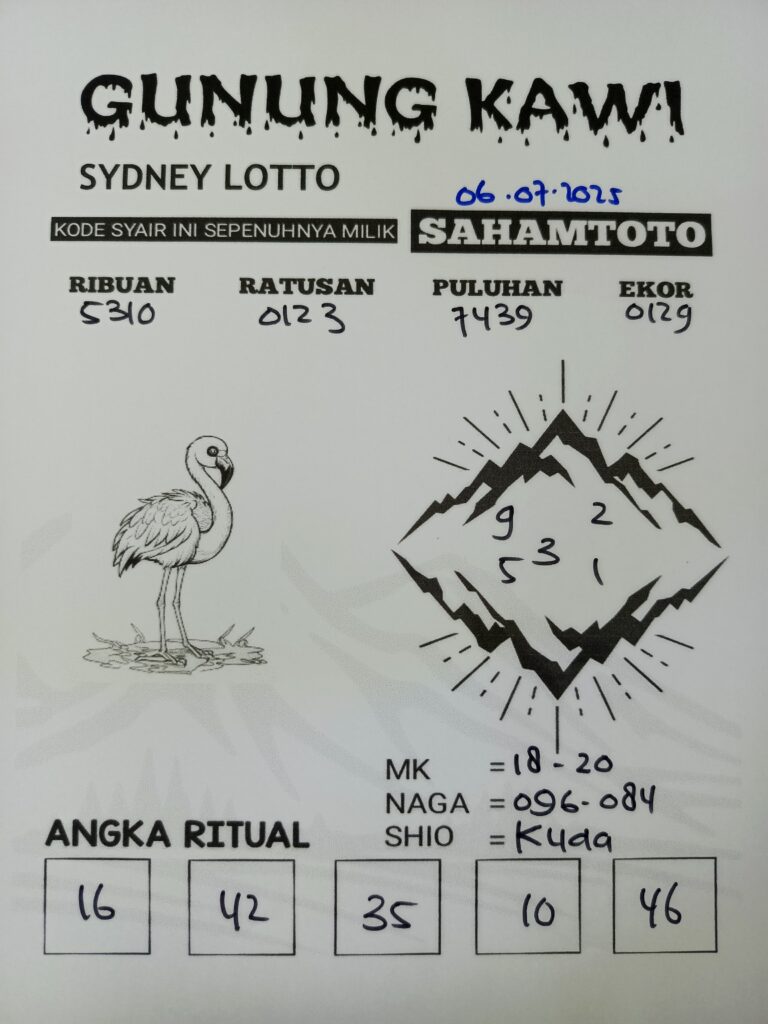 GUNUNG KAWI
SYDNEY LOTTO
06.07.2025
KODE SYAIR INI SEPENUHNYA MILIK SAHAMTOTO
RIBUAN RATUSAN PULUHAN EKOR
5310 0123 7439 0129
9 2
3
5 1
MK = 18 - 20
NAGA = 096 - 084
SHIO = Kuda
ANGKA RITUAL
16 42 35 10 46